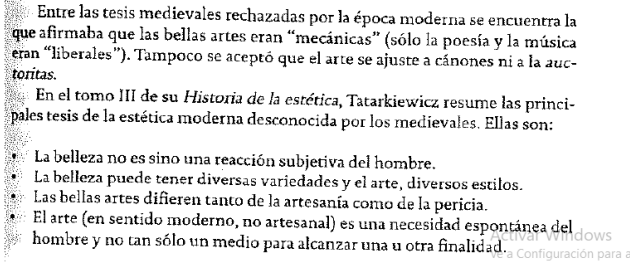 Entre las tesis medievales rechazadas por la época moderna se encuentra la
que afirmaba que las bellas artes eran “mecánicas” (sólo la poesía y la música
eran “liberales”). Tampoco se aceptó que el arte se ajuste a cánones ni a la auc-
toritas.
En el tomo III de su Historia de la estética, Tatarkiewicz resume las princi-
pales tesis de la estética moderna desconocida por los medievales. Ellas son:
• La belleza no es sino una reacción subjetiva del hombre.
• La belleza puede tener diversas variedades y el arte, diversos estilos.
• Las bellas artes difieren tanto de la artesanía como de la pericia.
• El arte (en sentido moderno, no artesanal) es una necesidad espontánea del
hombre y no tan sólo un medio para alcanzar una u otra finalidad.
Activar Windows
Ve a Configuración para a